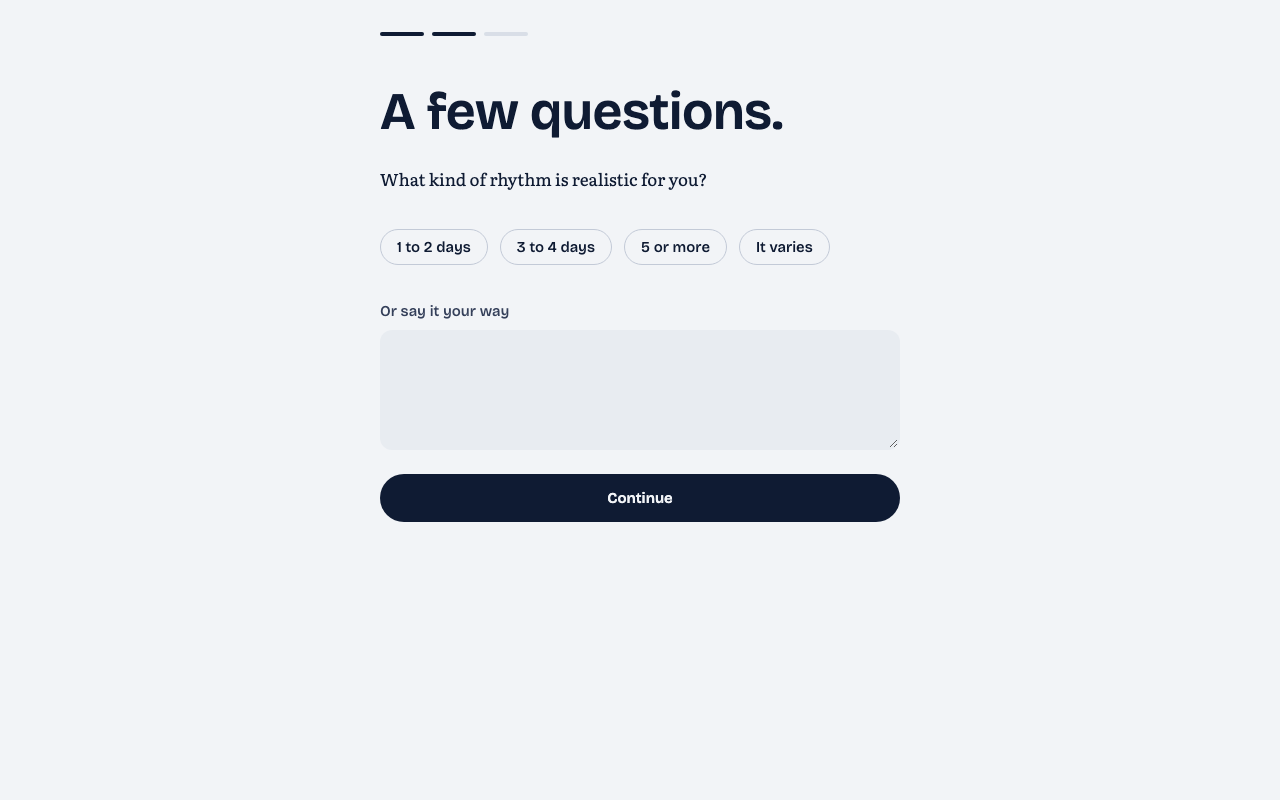 A few questions.
What kind of rhythm is realistic for you?
1 to 2 days
3 to 4 days
5 or more
It varies
Or say it your way
Continue